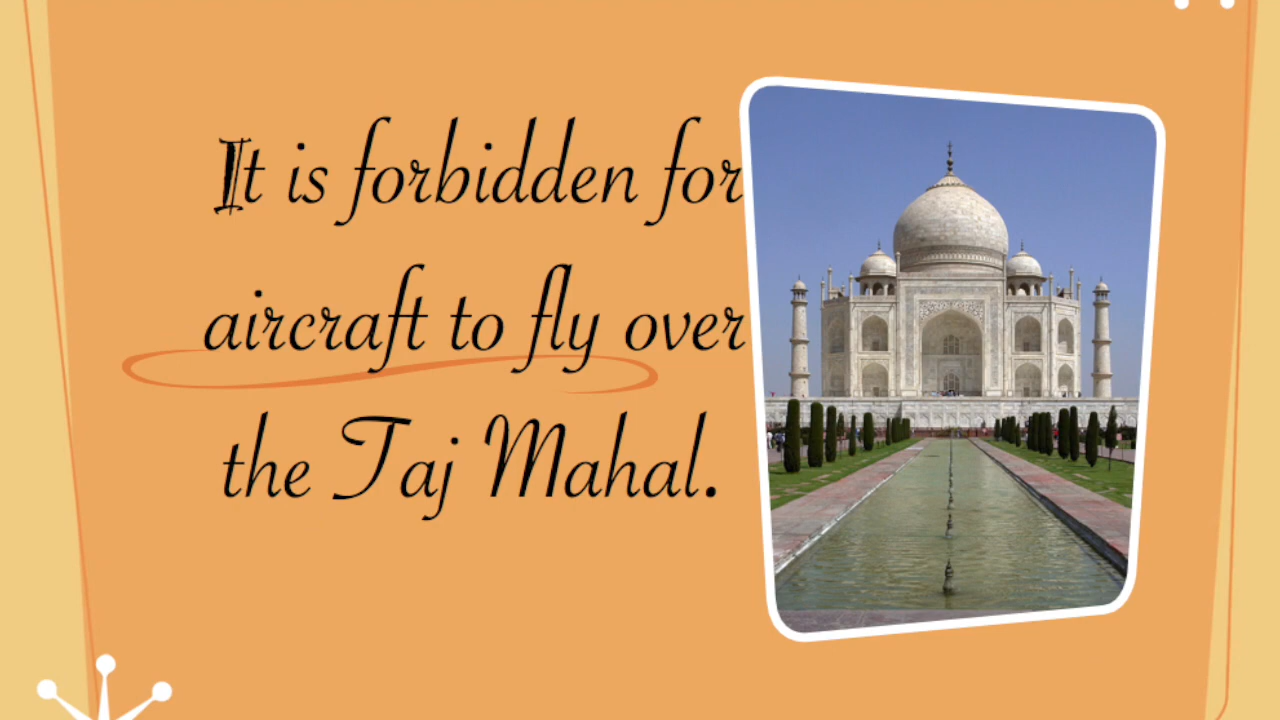 It is forbidden for
aircraft to fly over
the Taj Mahal.